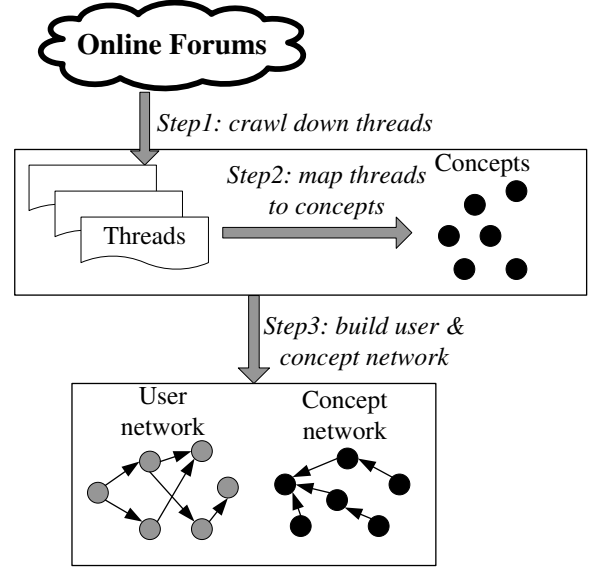 Online Forums
Step1: crawl down threads
Step2: map threads
to concepts
Concepts
Threads
Step3: build user &
concept network
User
network
Concept
network